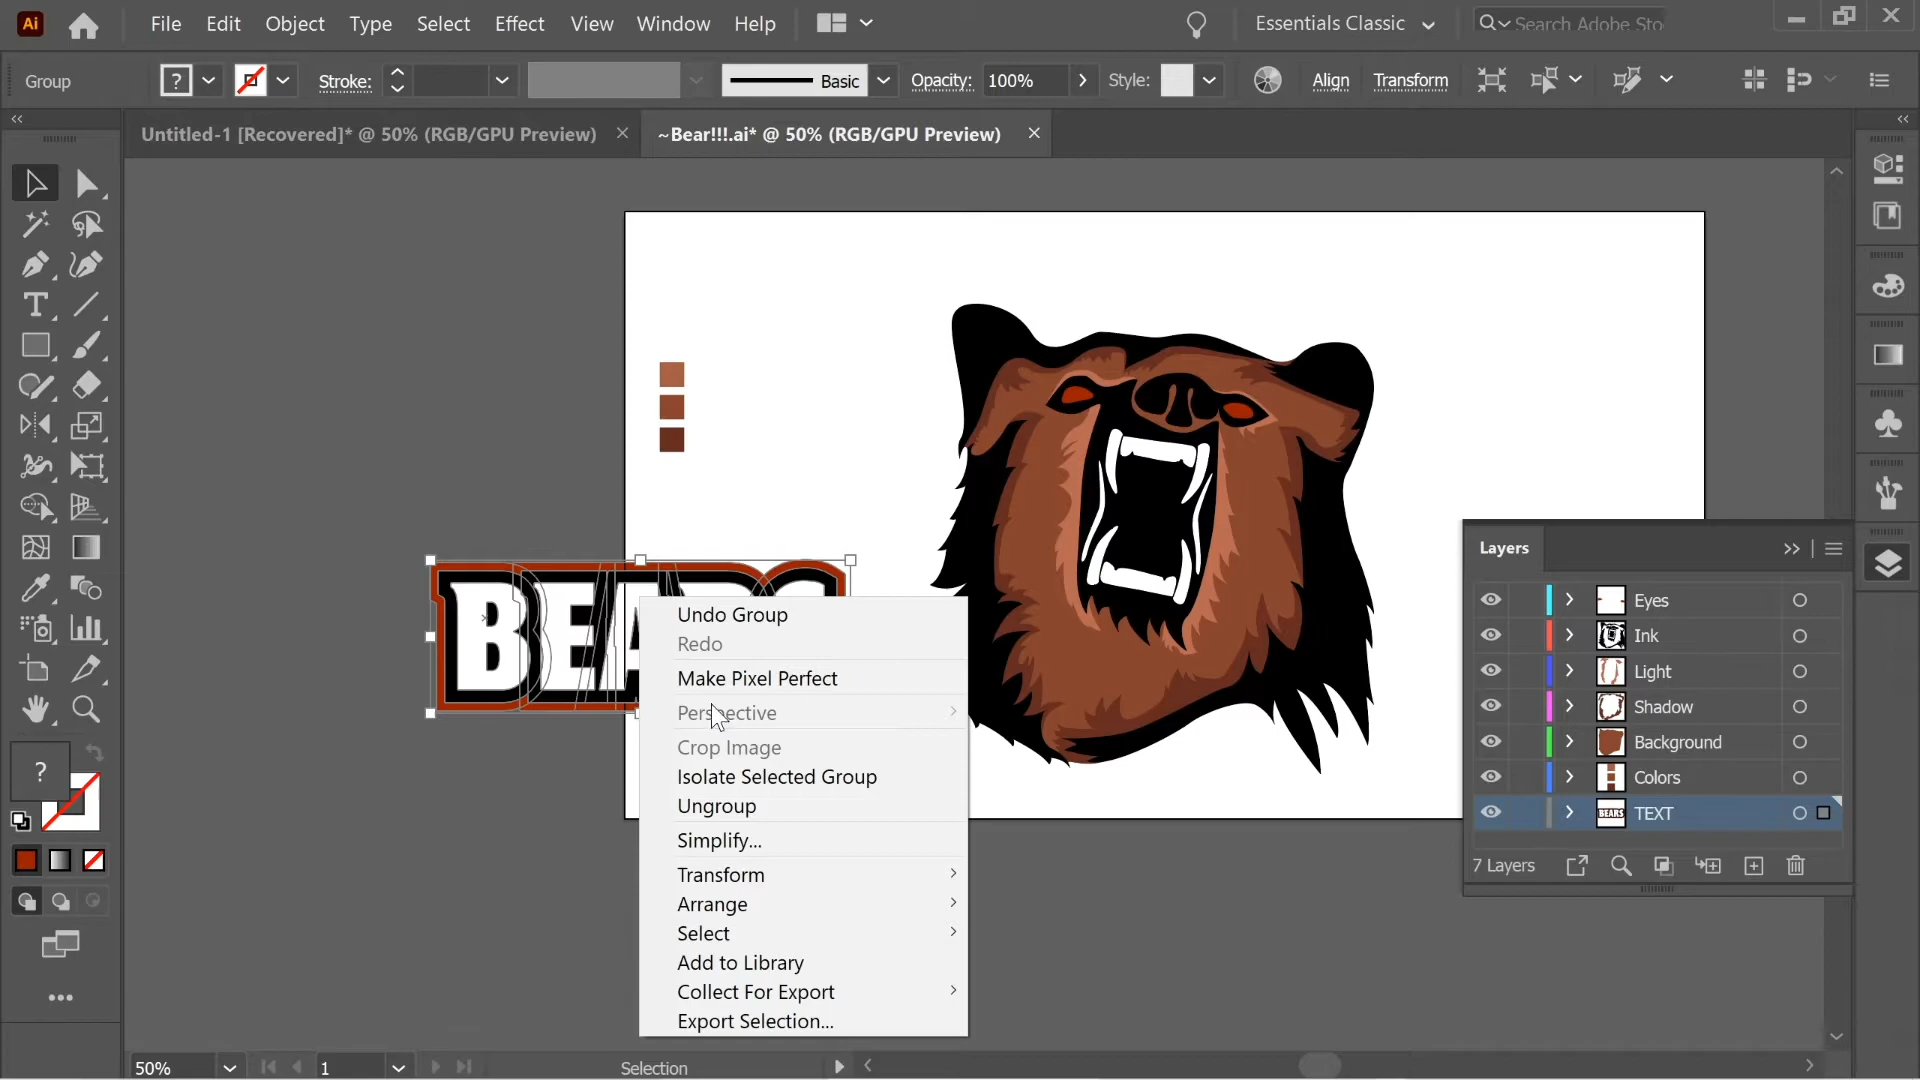 Ai File Edit Object Type Select Effect View Window Help Essentials Classic Search Adobe Sto
Group ? Stroke: Basic Opacity: 100% Style: Align Transform
Untitled-1 [Recovered]* @ 50% (RGB/GPU Preview) ~Bear!!!.ai* @ 50% (RGB/GPU Preview)
Layers
BEA
Undo Group
Redo
Make Pixel Perfect
Perspective
Crop Image
Isolate Selected Group
Ungroup
Simplify...
Transform
Arrange
Select
Add to Library
Collect For Export
Export Selection...
Eyes
Ink
Light
Shadow
Background
Colors
BEARS TEXT
7 Layers
?
50% 1 Selection